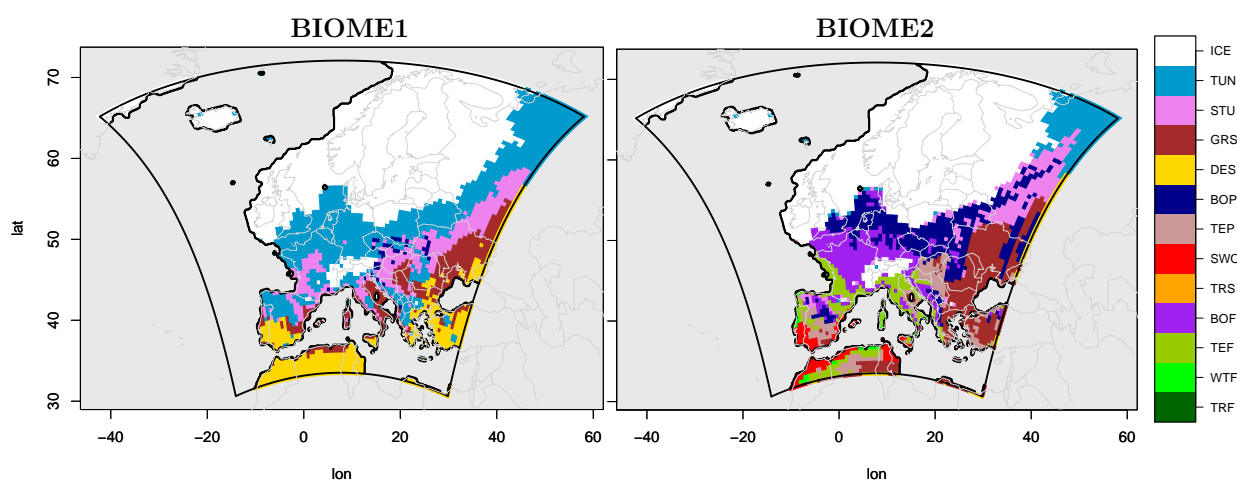 BIOME1
BIOME2
70
60
50
40
30
lat
−40
−20
0
20
40
60
lon
−40
−20
0
20
40
60
lon
ICE
TUN
STU
GRS
DES
BOP
TEP
SWO
TRS
BOF
TEF
WTF
TRF